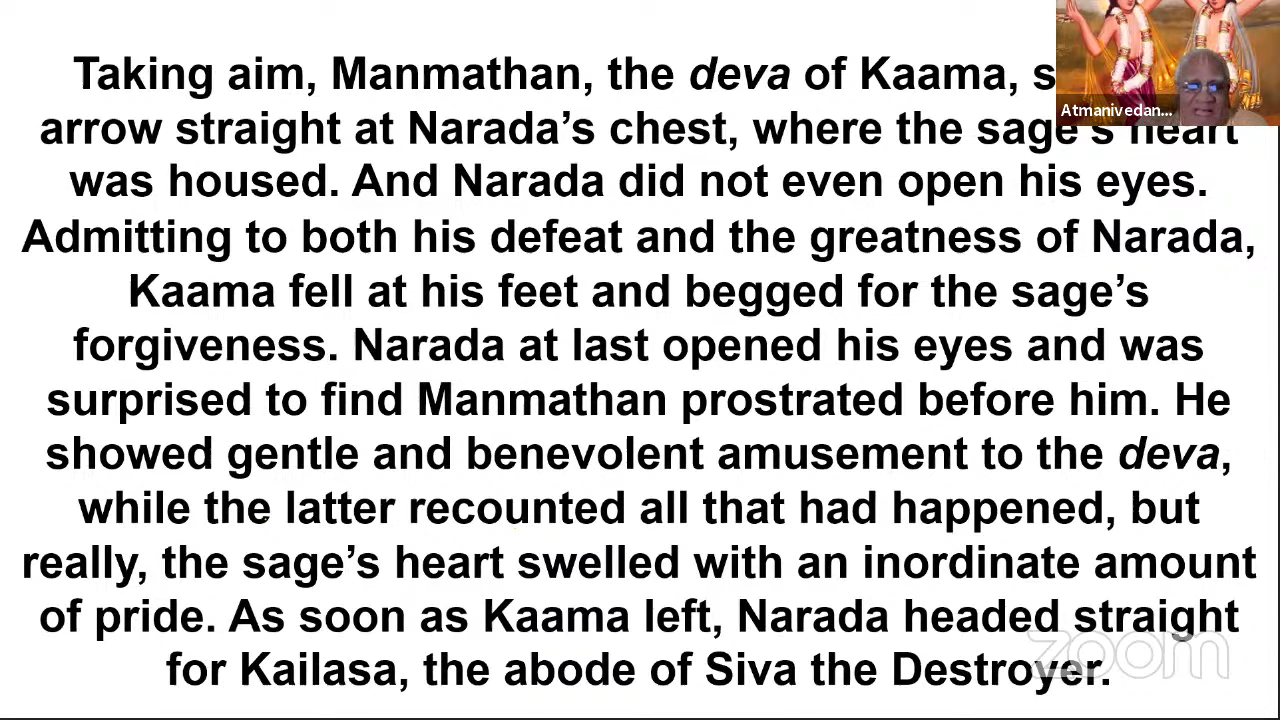 Taking aim, Manmathan, the deva of Kaama, s
arrow straight at Narada's chest, where the sage's heart
was housed. And Narada did not even open his eyes.
Admitting to both his defeat and the greatness of Narada,
Kaama fell at his feet and begged for the sage's
forgiveness. Narada at last opened his eyes and was
surprised to find Manmathan prostrated before him. He
showed gentle and benevolent amusement to the deva,
while the latter recounted all that had happened, but
really, the sage's heart swelled with an inordinate amount
of pride. As soon as Kaama left, Narada headed straight
for Kailasa, the abode of Siva the Destroyer.
Atmanivedan...
zoom